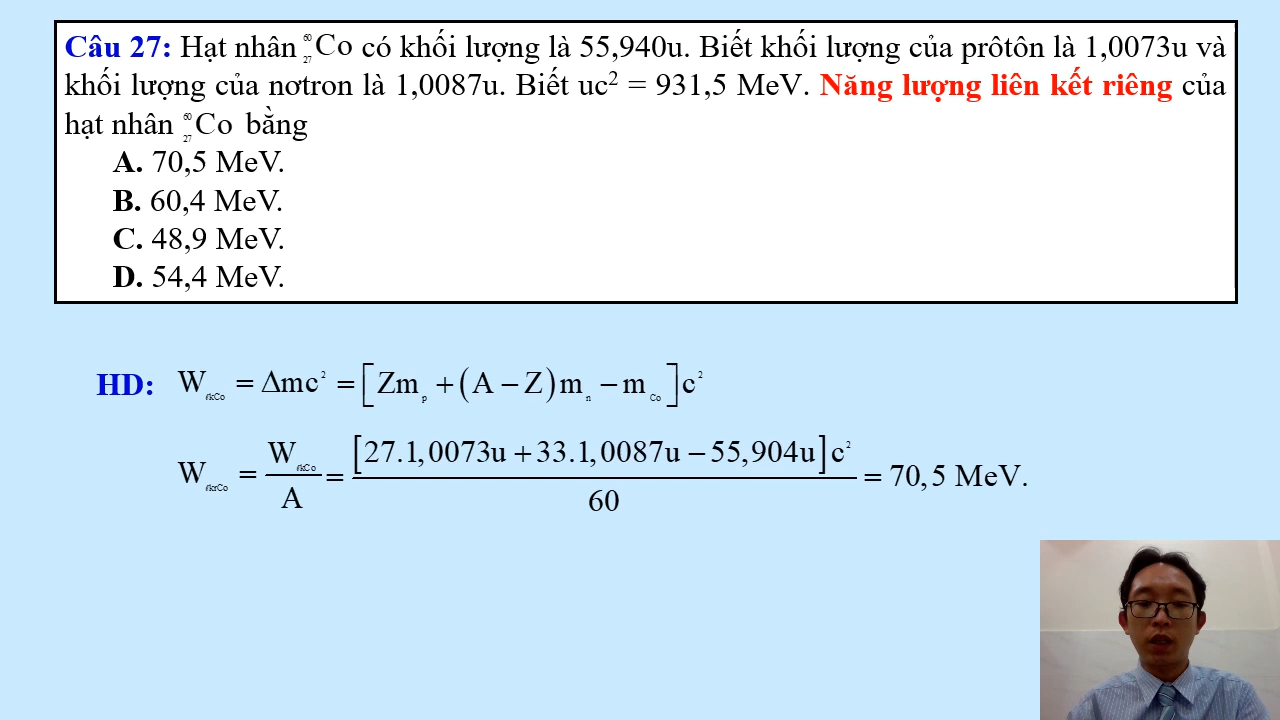 Câu 27: Hạt nhân ⁶⁰₂₇Co có khối lượng là 55,940u. Biết khối lượng của prôtôn là 1,0073u và
khối lượng của nơtron là 1,0087u. Biết uc² = 931,5 MeV. Năng lượng liên kết riêng của
hạt nhân ⁶⁰₂₇Co bằng
A. 70,5 MeV.
B. 60,4 MeV.
C. 48,9 MeV.
D. 54,4 MeV.
HD: W_ℓkCo = Δmc² = [Zm_p + (A − Z)m_n − m_Co]c²
W_ℓkrCo = W_ℓkCo / A = [27.1,0073u + 33.1,0087u − 55,904u]c² / 60 = 70,5 MeV.